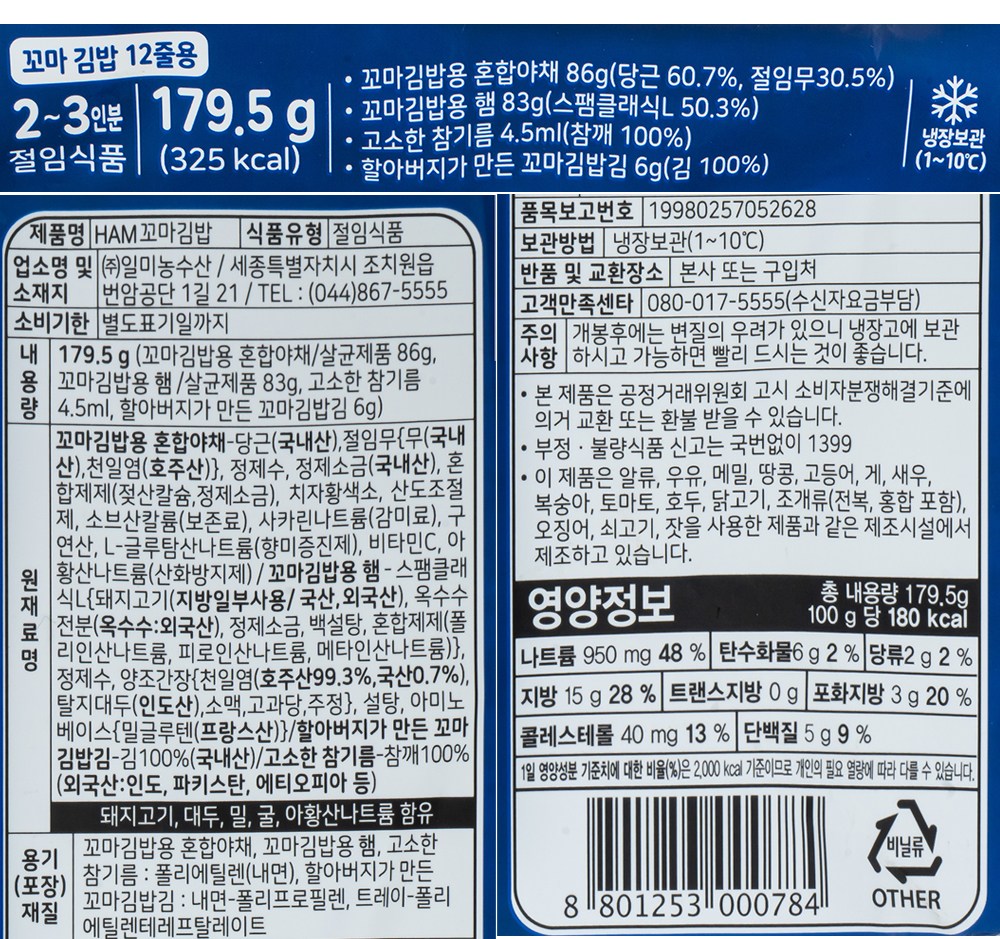 꼬마 김밥 12줄용
2~3인분
절임식품
179.5 g
(325 kcal)
• 꼬마김밥용 혼합야채 86g(당근 60.7%, 절임무30.5%)
• 꼬마김밥용 햄 83g(스팸클래식L 50.3%)
• 고소한 참기름 4.5ml(참깨 100%)
• 할아버지가 만든 꼬마김밥김 6g(김 100%)
냉장보관
(1~10℃)
제품명 HAM꼬마김밥 식품유형 절임식품
업소명 및 ㈜일미농수산 / 세종특별자치시 조치원읍
소재지 번암공단 1길 21 / TEL : (044)867-5555
소비기한 별도표기일까지
내용량 179.5 g (꼬마김밥용 혼합야채/살균제품 86g,
꼬마김밥용 햄 /살균제품 83g, 고소한 참기름
4.5ml, 할아버지가 만든 꼬마김밥김 6g)
원재료명
꼬마김밥용 혼합야채-당근(국내산),절임무{무(국내
산),천일염(호주산)}, 정제수, 정제소금(국내산), 혼
합제제(젖산칼슘,정제소금), 치자황색소, 산도조절
제, 소브산칼륨(보존료), 사카린나트륨(감미료), 구
연산, L-글루탐산나트륨(향미증진제), 비타민C, 아
황산나트륨(산화방지제) / 꼬마김밥용 햄 - 스팸클래
식L{돼지고기(지방일부사용/ 국산,외국산), 옥수수
전분(옥수수:외국산), 정제소금, 백설탕, 혼합제제(폴
리인산나트륨, 피로인산나트륨, 메타인산나트륨)},
정제수, 양조간장{천일염(호주산99.3%,국산0.7%),
탈지대두(인도산),소맥,고과당,주정}, 설탕, 아미노
베이스{밀글루텐(프랑스산)}/할아버지가 만든 꼬마
김밥김-김100%(국내산)/고소한 참기름-참깨100%
(외국산:인도, 파키스탄, 에티오피아 등)
돼지고기, 대두, 밀, 굴, 아황산나트륨 함유
용기
(포장)
재질
꼬마김밥용 혼합야채, 꼬마김밥용 햄, 고소한
참기름 : 폴리에틸렌(내면), 할아버지가 만든
꼬마김밥김 : 내면-폴리프로필렌, 트레이-폴리
에틸렌테레프탈레이트
품목보고번호 19980257052628
보관방법 냉장보관(1~10℃)
반품 및 교환장소 본사 또는 구입처
고객만족센타 080-017-5555(수신자요금부담)
주의 개봉후에는 변질의 우려가 있으니 냉장고에 보관
사항 하시고 가능하면 빨리 드시는 것이 좋습니다.
• 본 제품은 공정거래위원회 고시 소비자분쟁해결기준에
의거 교환 또는 환불 받을 수 있습니다.
• 부정 · 불량식품 신고는 국번없이 1399
• 이 제품은 알류, 우유, 메밀, 땅콩, 고등어, 게, 새우,
복숭아, 토마토, 호두, 닭고기, 조개류(전복, 홍합 포함),
오징어, 쇠고기, 잣을 사용한 제품과 같은 제조시설에서
제조하고 있습니다.
영양정보
총 내용량 179.5g
100 g 당 180 kcal
나트륨 950 mg 48 % 탄수화물6 g 2 % 당류2 g 2 %
지방 15 g 28 % 트랜스지방 0 g 포화지방 3 g 20 %
콜레스테롤 40 mg 13 % 단백질 5 g 9 %
1일 영양성분 기준치에 대한 비율(%)은 2,000 kcal 기준이므로 개인의 필요 열량에 따라 다를 수 있습니다.
비닐류
OTHER
8 801253 000784